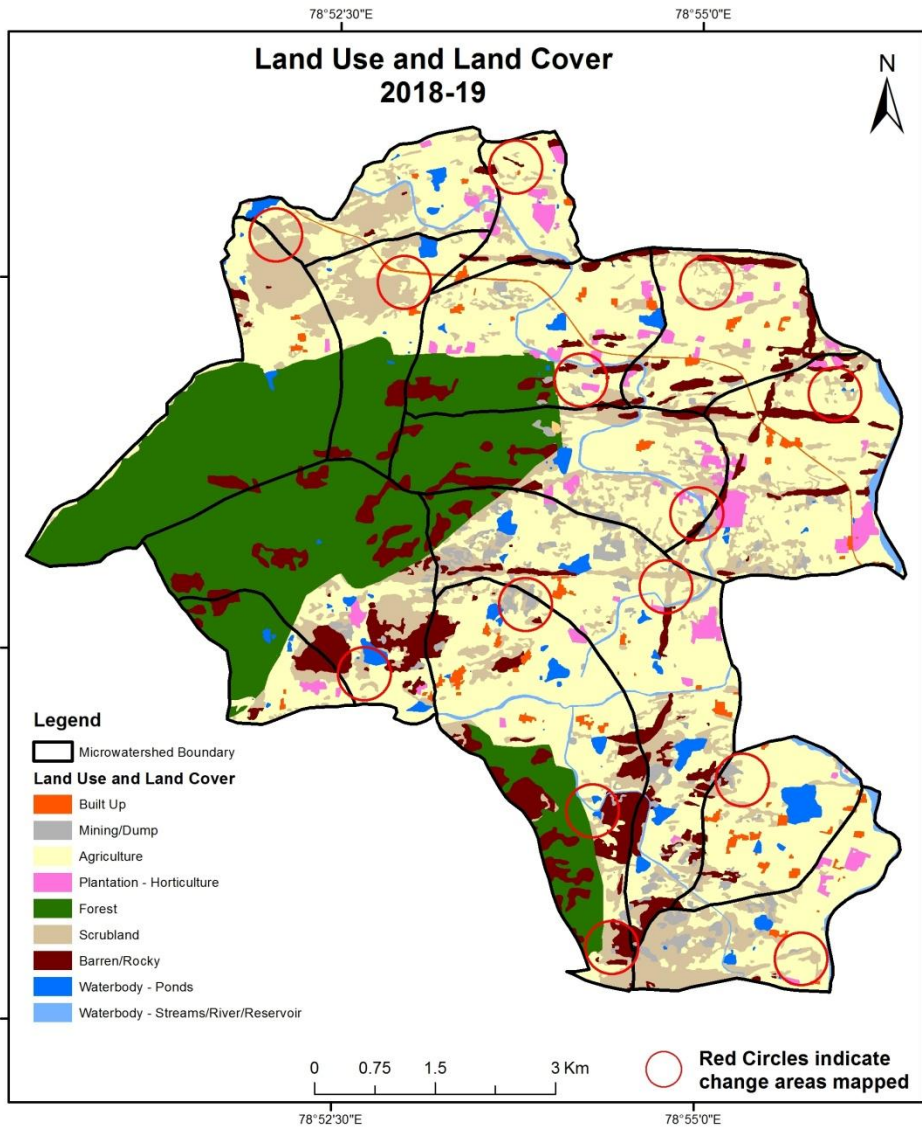 78°52'30"E
78°55'0"E
Land Use and Land Cover
2018-19
N
Legend
Microwatershed Boundary
Land Use and Land Cover
Built Up
Mining/Dump
Agriculture
Plantation - Horticulture
Forest
Scrubland
Barren/Rocky
Waterbody - Ponds
Waterbody - Streams/River/Reservoir
0 0.75 1.5 3 Km
Red Circles indicate
change areas mapped
78°52'30"E
78°55'0"E